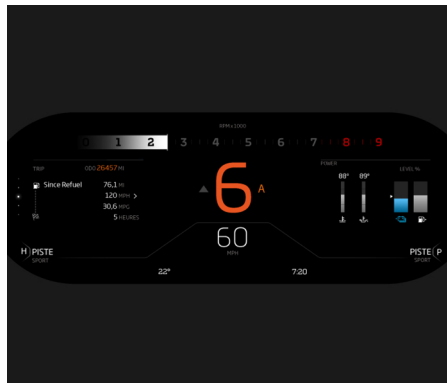 RPM x 1000
0 1 2 3 4 5 6 7 8 9
TRIP
ODO 26457 MI
Since Refuel
76,1 MI
120 MPH >
30,6 MPG
5 HEURES
6 A
60
MPH
POWER
88° 89°
LEVEL %
H PISTE
SPORT
PISTE P
SPORT
22°
7:20